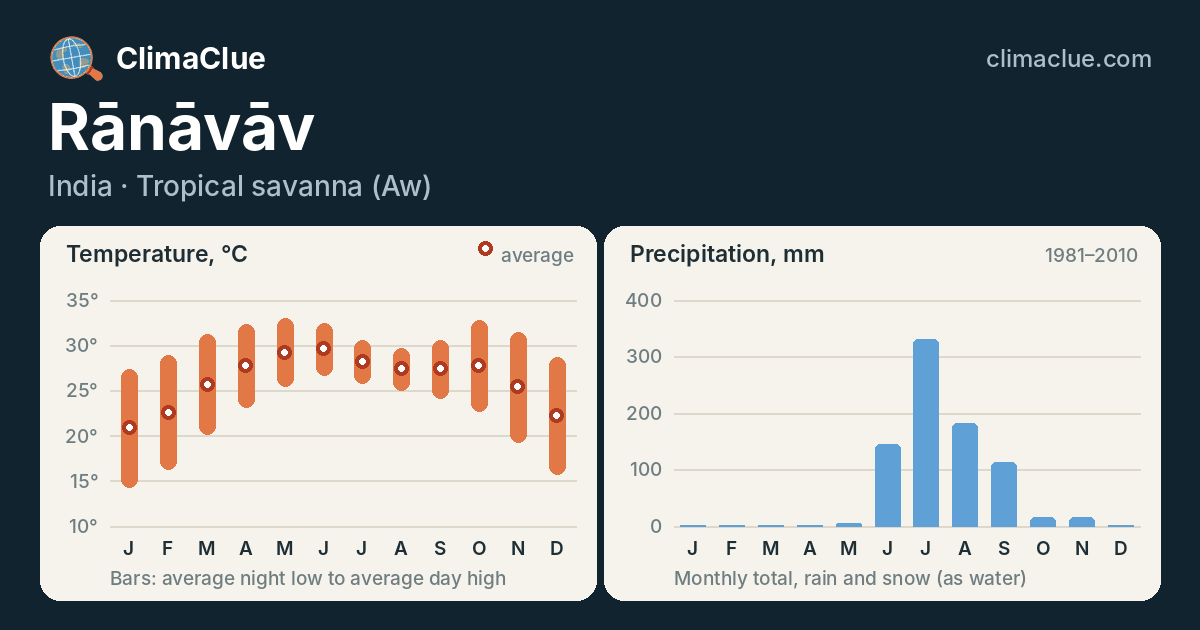 ClimaClue
climaclue.com
Rānāvāv
India · Tropical savanna (Aw)
Temperature, °C
average
35°
30°
25°
20°
15°
10°
J F M A M J J A S O N D
Bars: average night low to average day high
Precipitation, mm
1981–2010
400
300
200
100
0
J F M A M J J A S O N D
Monthly total, rain and snow (as water)